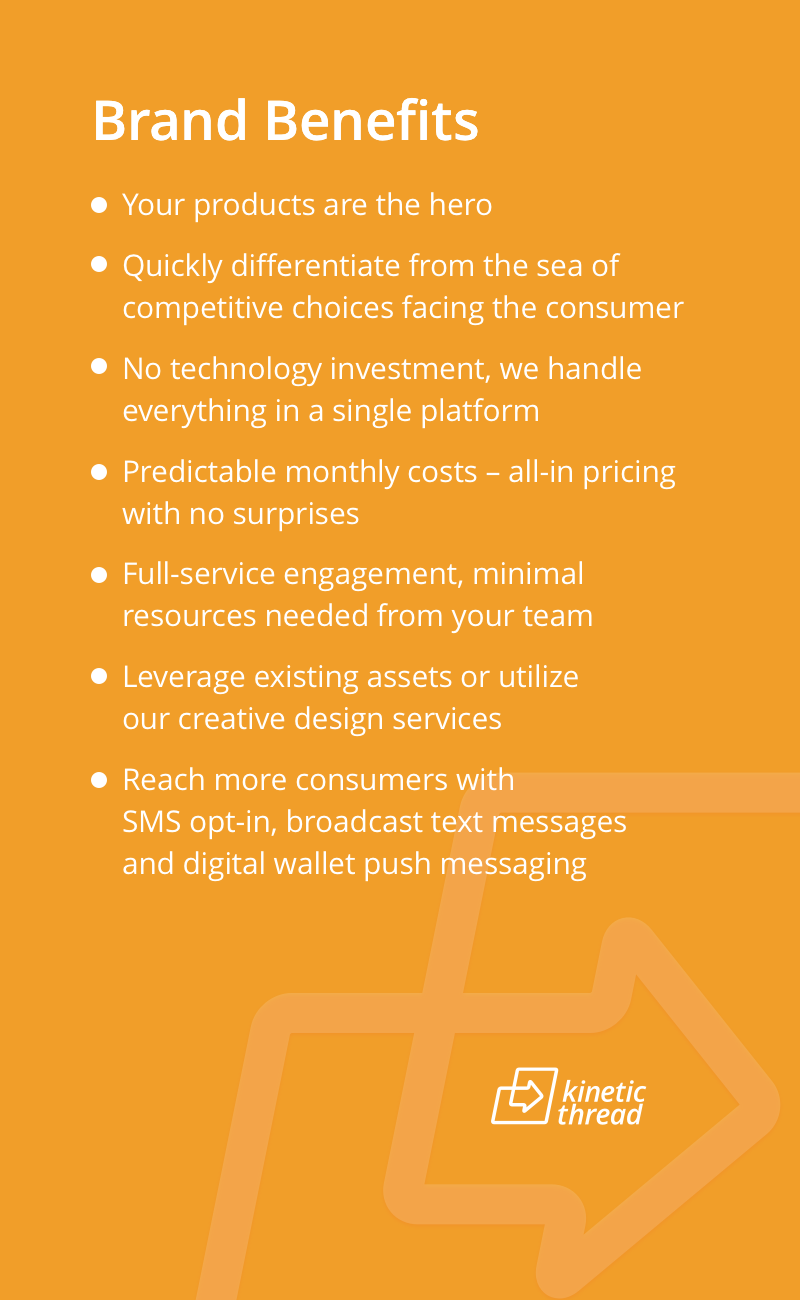 Brand Benefits
Your products are the hero
Quickly differentiate from the sea of
competitive choices facing the consumer
No technology investment, we handle
everything in a single platform
Predictable monthly costs – all-in pricing
with no surprises
Full-service engagement, minimal
resources needed from your team
Leverage existing assets or utilize
our creative design services
Reach more consumers with
SMS opt-in, broadcast text messages
and digital wallet push messaging
kinetic
thread